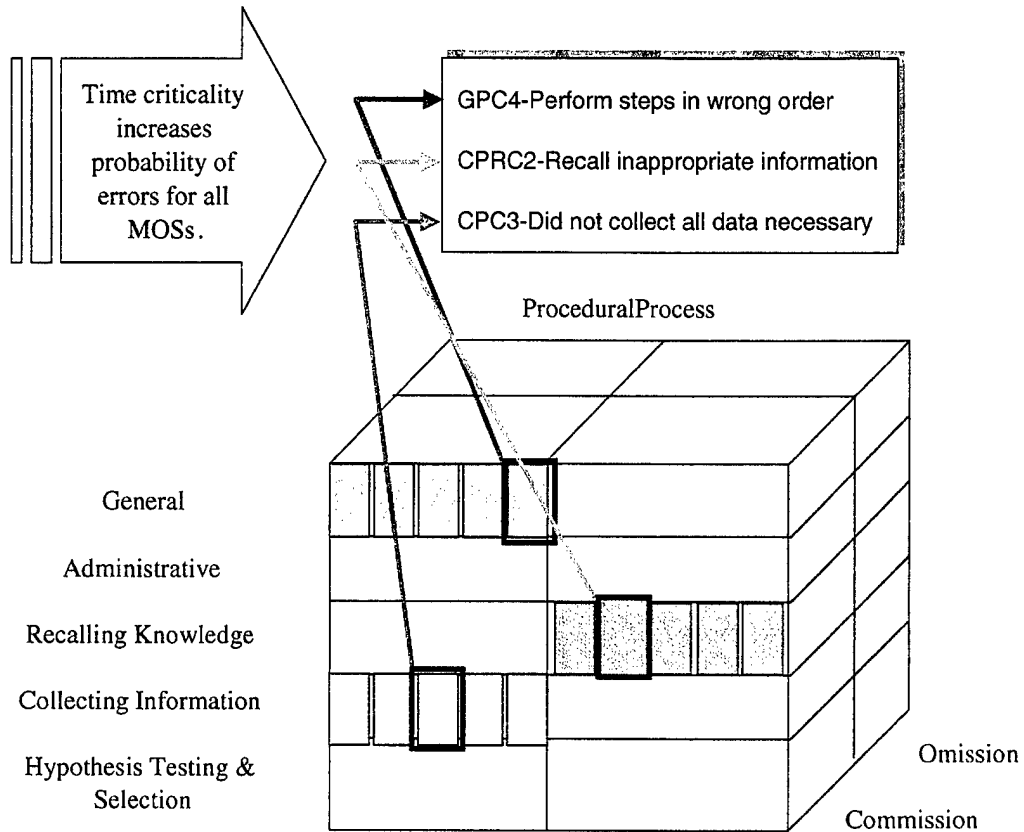 Time criticality
increases
probability of
errors for all
MOSs.
GPC4-Perform steps in wrong order
CPRC2-Recall inappropriate information
CPC3-Did not collect all data necessary
ProceduralProcess
General
Administrative
Recalling Knowledge
Collecting Information
Hypothesis Testing &
Selection
Omission
Commission